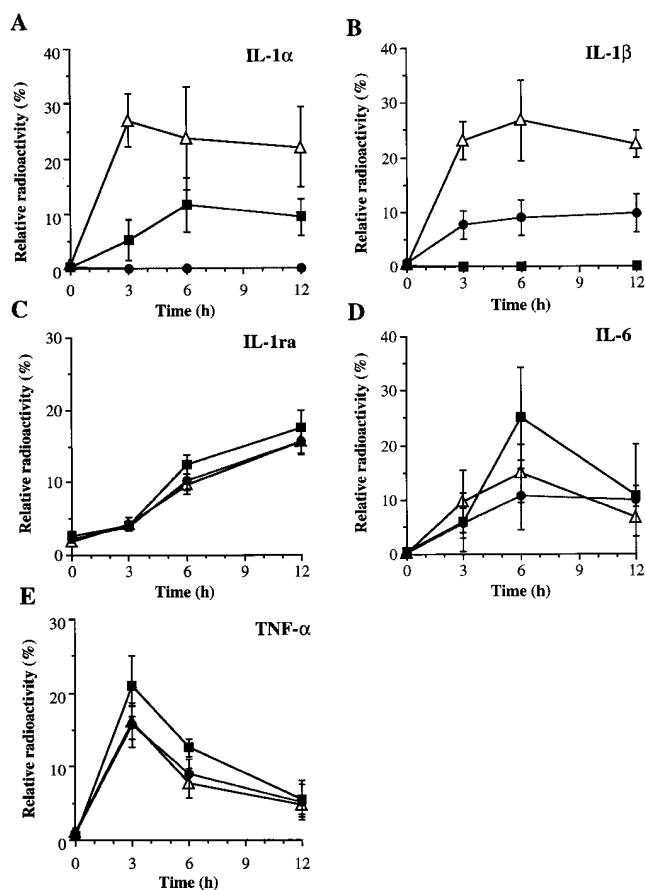 A
IL-1α
Relative radioactivity (%)
40
30
20
10
0
0 3 6 9 12
Time (h)
B
IL-1β
Relative radioactivity (%)
40
30
20
10
0
0 3 6 9 12
Time (h)
C
IL-1ra
Relative radioactivity (%)
30
20
10
0
0 3 6 9 12
Time (h)
D
IL-6
Relative radioactivity (%)
40
30
20
10
0
0 3 6 9 12
Time (h)
E
TNF-α
Relative radioactivity (%)
30
20
10
0
0 3 6 9 12
Time (h)